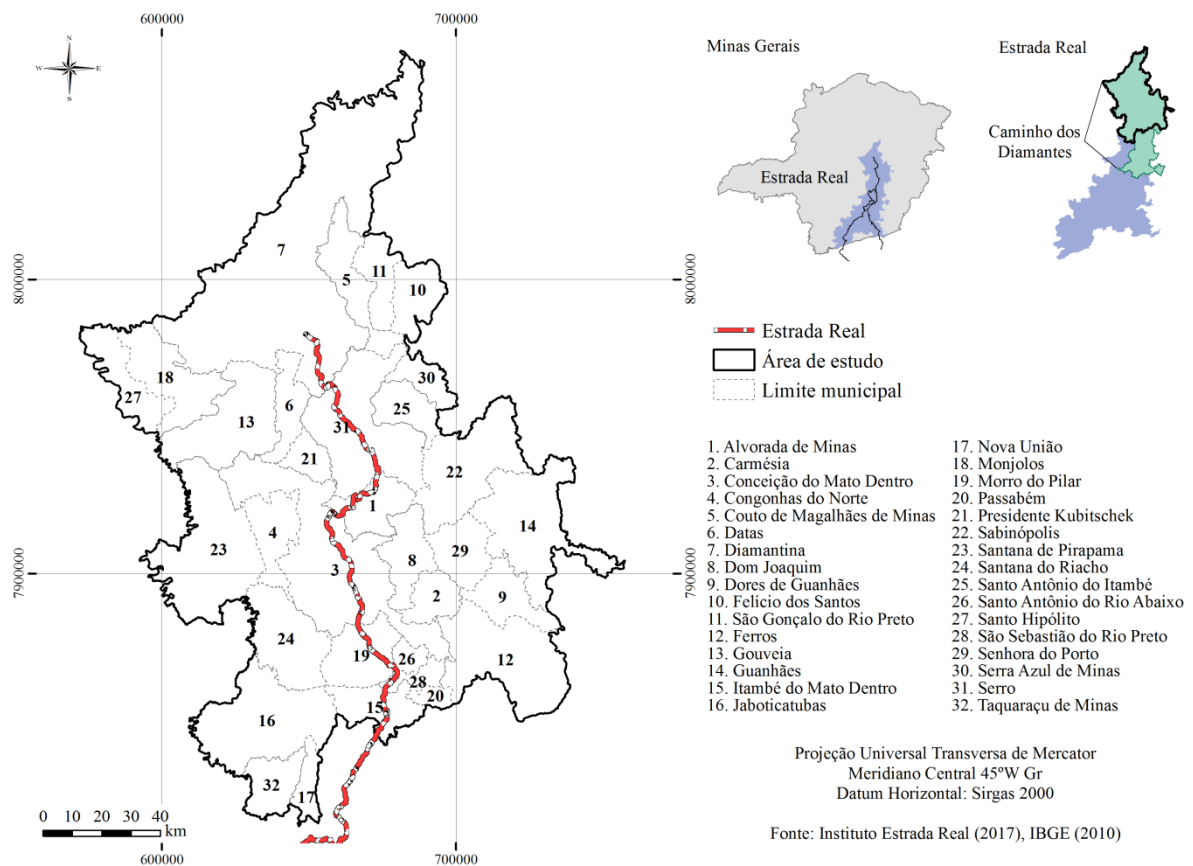 600000
700000
N
W
E
S
8000000
7900000
8000000
7900000
7
5
11
10
18
27
13
6
31
30
25
21
22
1
4
23
3
8
29
14
2
9
24
19
26
12
28
20
15
16
32
17
0 10 20 30 40
km
600000
700000
Minas Gerais
Estrada Real
Estrada Real
Caminho dos
Diamantes
Estrada Real
Área de estudo
Limite municipal
1. Alvorada de Minas
2. Carmésia
3. Conceição do Mato Dentro
4. Congonhas do Norte
5. Couto de Magalhães de Minas
6. Datas
7. Diamantina
8. Dom Joaquim
9. Dores de Guanhães
10. Felício dos Santos
11. São Gonçalo do Rio Preto
12. Ferros
13. Gouveia
14. Guanhães
15. Itambé do Mato Dentro
16. Jaboticatubas
17. Nova União
18. Monjolos
19. Morro do Pilar
20. Passabém
21. Presidente Kubitschek
22. Sabinópolis
23. Santana de Pirapama
24. Santana do Riacho
25. Santo Antônio do Itambé
26. Santo Antônio do Rio Abaixo
27. Santo Hipólito
28. São Sebastião do Rio Preto
29. Senhora do Porto
30. Serra Azul de Minas
31. Serro
32. Taquaraçu de Minas
Projeção Universal Transversa de Mercator
Meridiano Central 45ºW Gr
Datum Horizontal: Sirgas 2000
Fonte: Instituto Estrada Real (2017), IBGE (2010)